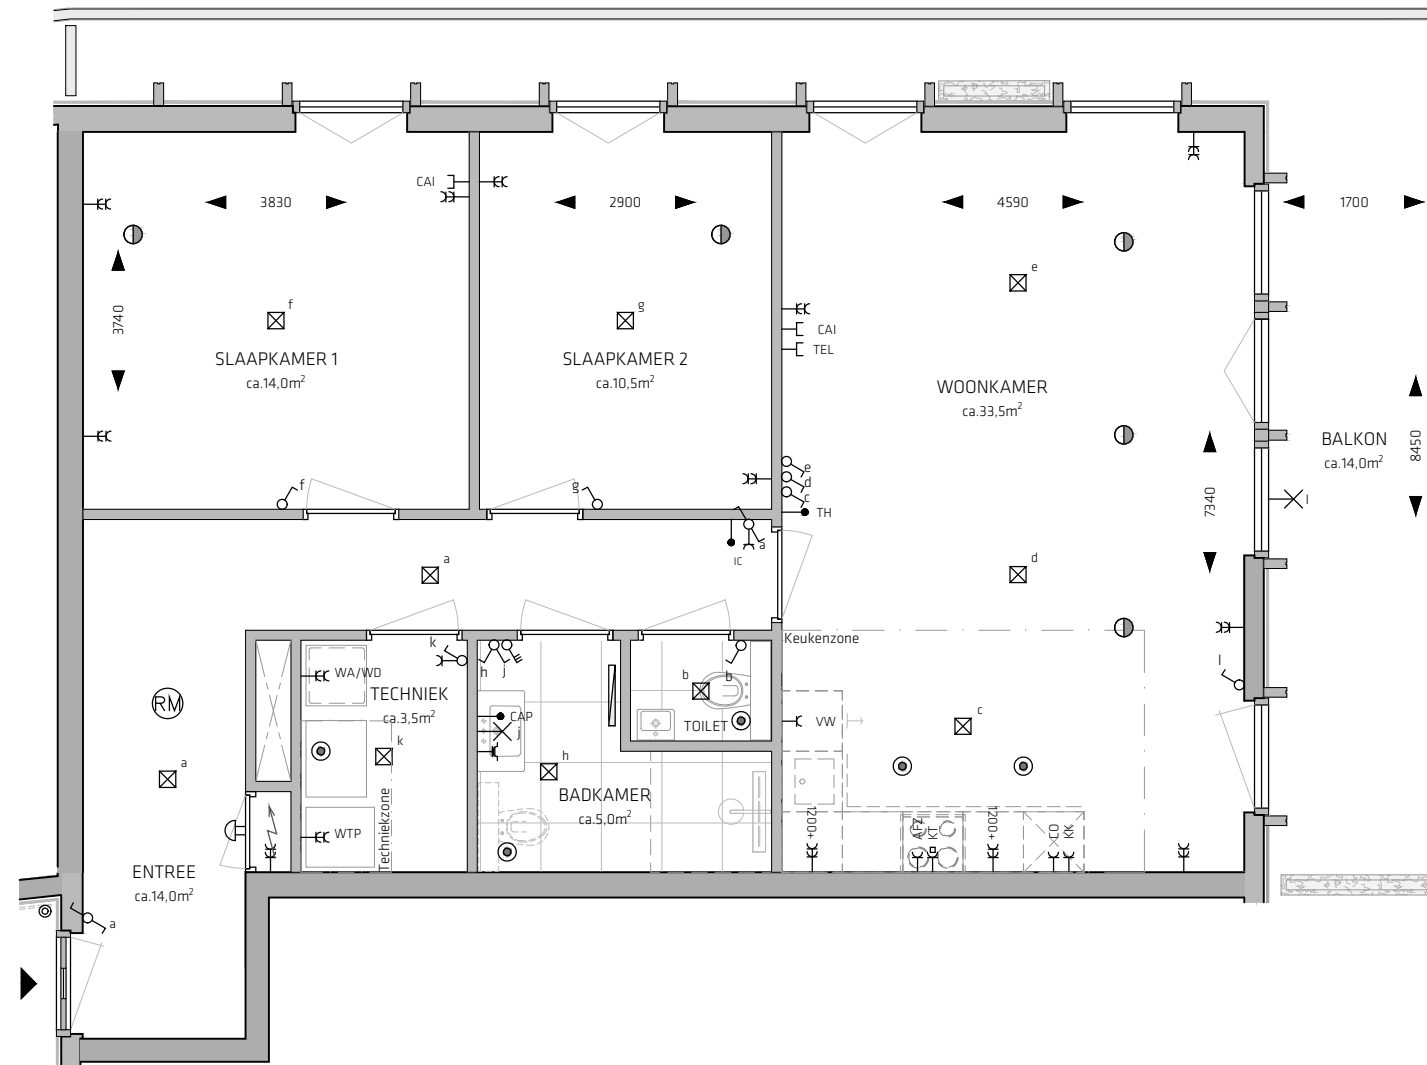 CAI
3830
2900
4590
1700
e
f
g
3740
CAI
TEL
SLAAPKAMER 1
ca.14,0m²
SLAAPKAMER 2
ca.10,5m²
WOONKAMER
ca.33,5m²
BALKON
ca.14,0m²
8450
7340
e
d
c
TH
l
f
g
a
IC
a
d
Keukenzone
k
h
j
b
b
l
WA/WD
TECHNIEK
ca.3,5m²
CAP
j
TOILET
VW
c
RM
k
a
h
BADKAMER
ca.5,0m²
Techniekzone
WTP
1200+
AFZ
KT
1200+
CO
KK
ENTREE
ca.14,0m²
a